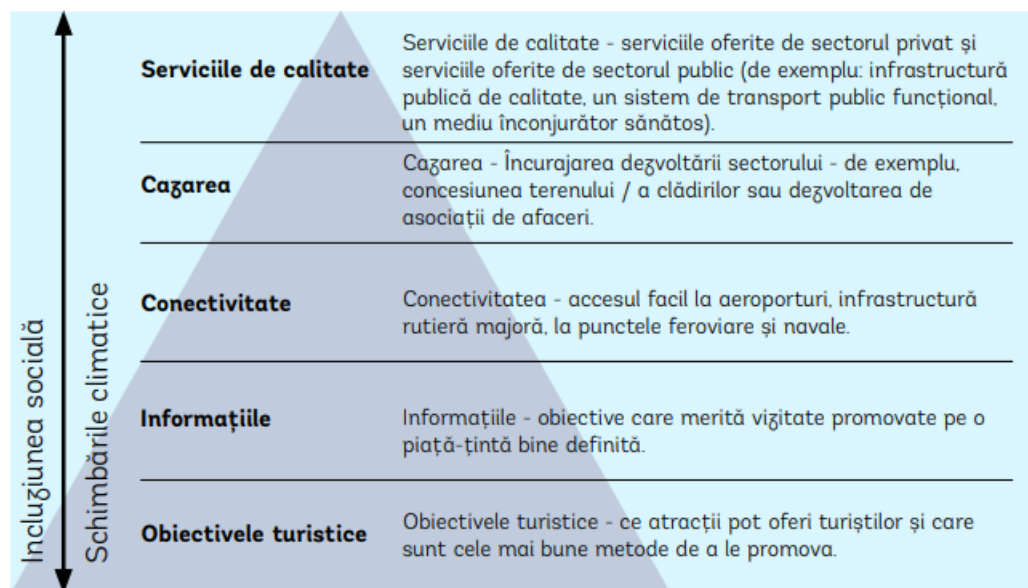 Serviciile de calitate
Serviciile de calitate - serviciile oferite de sectorul privat și
serviciile oferite de sectorul public (de exemplu: infrastructură
publică de calitate, un sistem de transport public funcțional,
un mediu înconjurător sănătos).
Cazarea
Cazarea - Încurajarea dezvoltării sectorului - de exemplu,
concesiunea terenului / a clădirilor sau dezvoltarea de
asociații de afaceri.
Conectivitate
Conectivitatea - accesul facil la aeroporturi, infrastructură
rutieră majoră, la punctele feroviare și navale.
Informațiile
Informațiile - obiective care merită vizitate promovate pe o
piață-țintă bine definită.
Obiectivele turistice
Obiectivele turistice - ce atracții pot oferi turiștilor și care
sunt cele mai bune metode de a le promova.
Incluziunea socială
Schimbările climatice